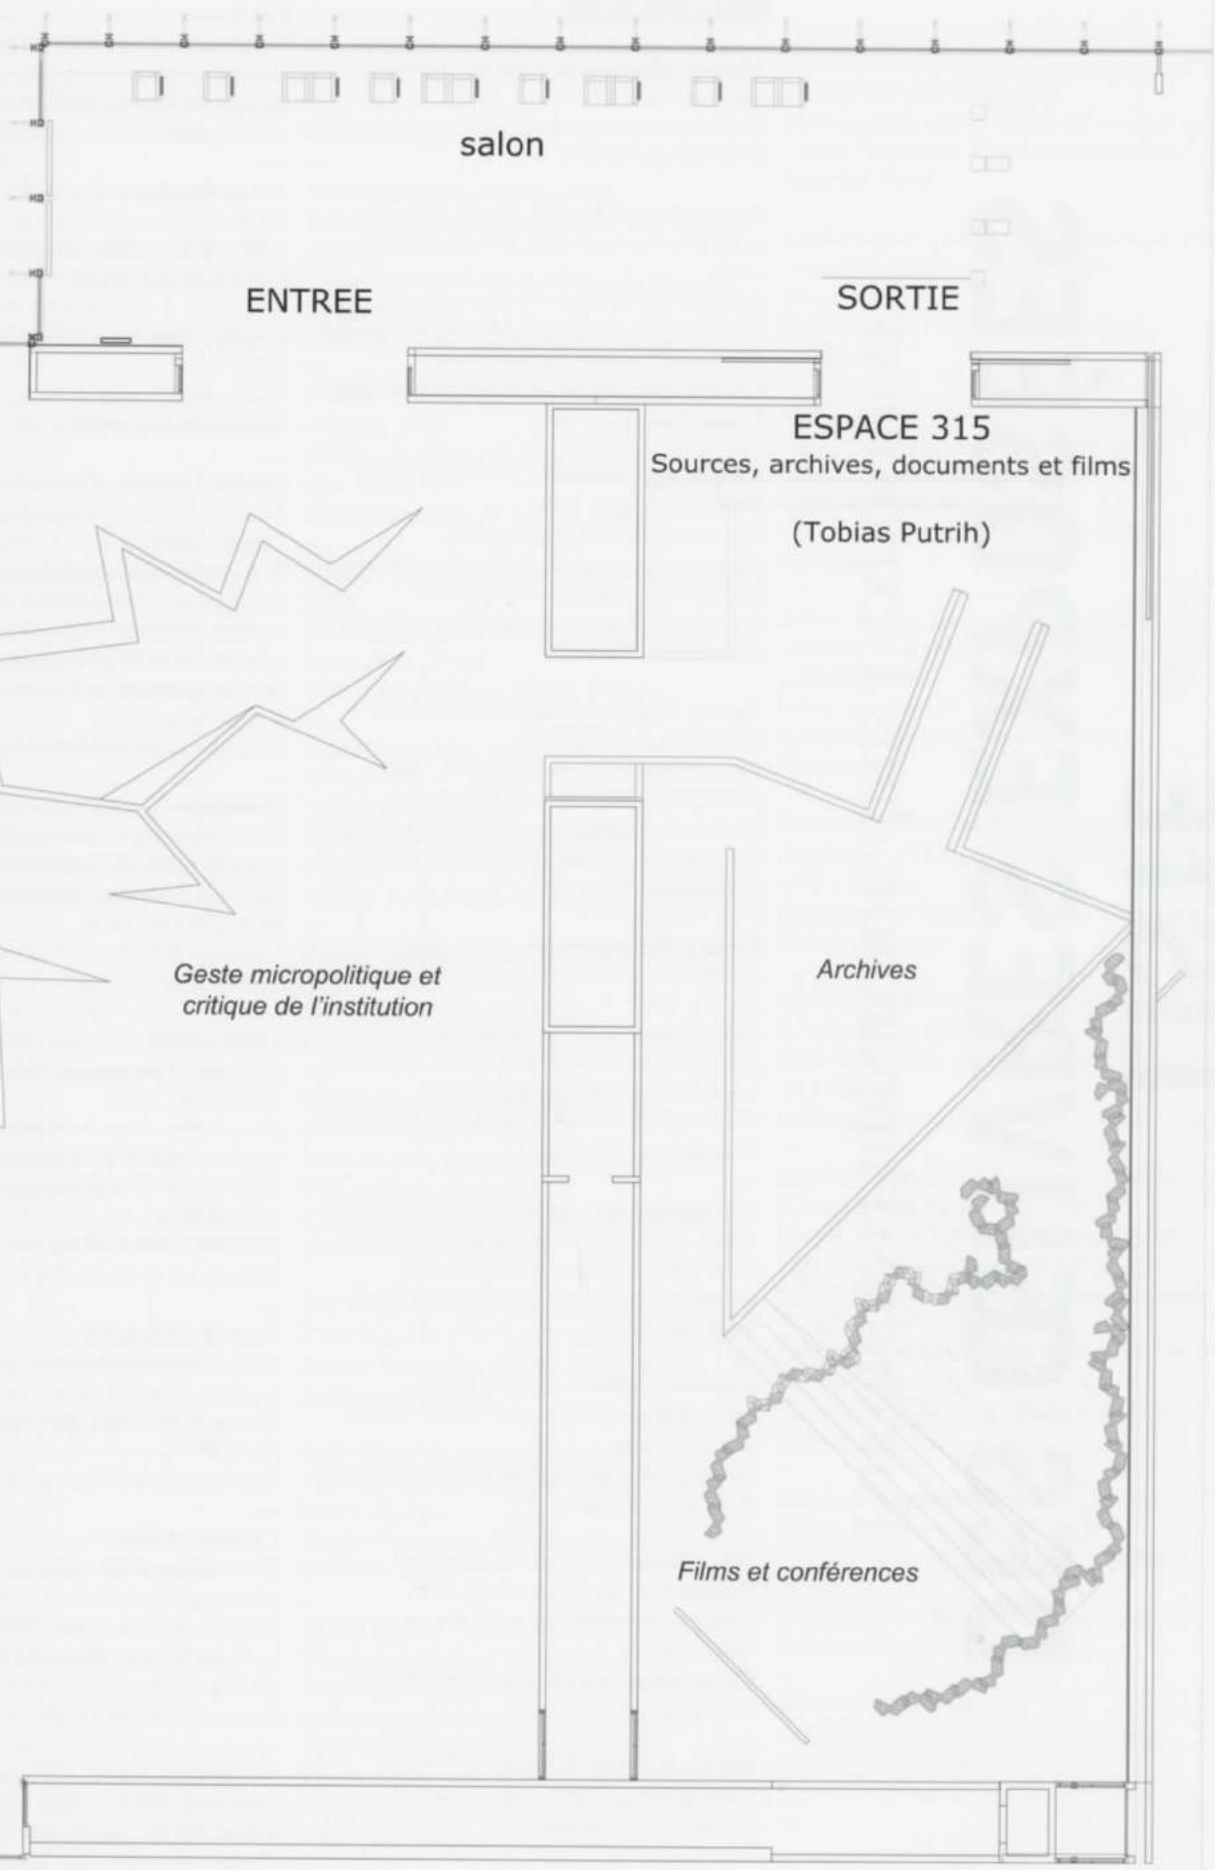 salon
ENTREE
SORTIE
ESPACE 315
Sources, archives, documents et films
(Tobias Putrih)
Geste micropolitique et
critique de l'institution
Archives
Films et conférences